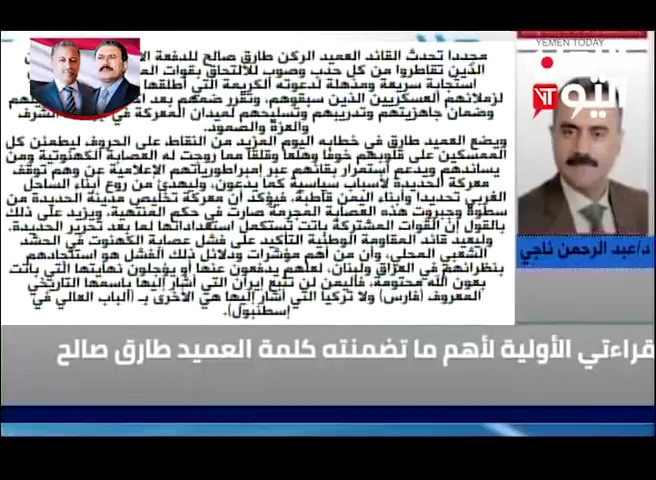 YEMEN TODAY
اليوم
مجددا تحدث القائد العميد الركن طارق صالح للدفعة
الذين تقاطروا من كل حدب وصوب للالتحاق بقوات
استجابة سريعة ومذهلة لدعوته الكريمة التي أطلقها
لزملائهم العسكريين الذين سبقوهم، وتقرر ضمهم بعد
وضمان جاهزيتهم وتدريبهم وتسليحهم لميدان المعركة في الشرف
والعزة والصمود.
ويضع العميد طارق في خطابه اليوم المزيد من النقاط، على الحروف ليطمئن كل
المعسكرين على قلوبهم خوفا وهلعا وقلقا مما روجت له العصابة الكهنوتية ومن
يساندهم ويدعم استمرار بقائهم عبر إمبراطورياتهم الإعلامية عن وهم توقف
معركة الحديدة لأسباب سياسية كما يدعون، وليهدئ من روع أبناء الساحل
الغربي تحديدا وأبناء اليمن قاطبة، فيؤكد أن معركة تخليص مدينة الحديدة من
سطوة وجبروت هذه العصابة المجرمة صارت في حكم المنتهية، ويزيد على ذلك
بالقول إن القوات المشتركة باتت تستكمل استعداداتها لما بعد تحرير الحديدة.
وليعيد قائد المقاومة الوطنية التأكيد على فشل عصابة الكهنوت في الحشد
الشعبي المحلي، وأن من أهم مؤشرات ودلائل ذلك الفشل هو استنجادهم
بنظرائهم في العراق ولبنان، لعلهم يدفعون عنها أو يؤجلون نهايتها التي باتت
بعون الله محتومة، فاليمن لن تتبع إيران التي أشار إليها باسمها التاريخي
المعروف (فارس) ولا تركيا التي أشار إليها هي الأخرى بـ (الباب العالي في
إسطنبول).
د/عبد الرحمن ناجي
قراءتي الأولية لأهم ما تضمنته كلمة العميد طارق صالح